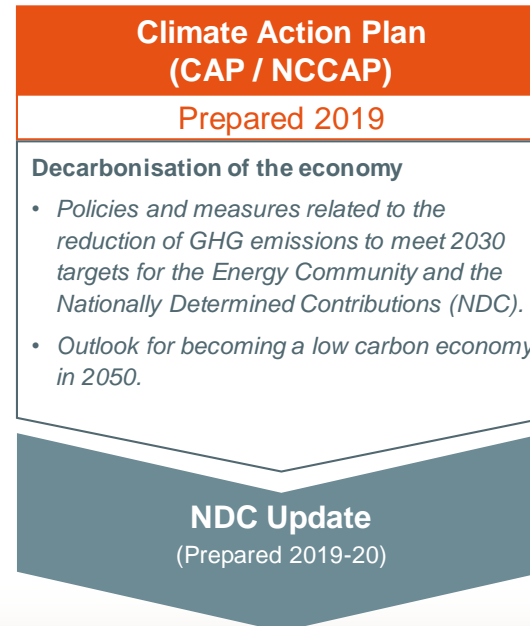 Climate Action Plan
(CAP / NCCAP)
Prepared 2019
Decarbonisation of the economy
• Policies and measures related to the
reduction of GHG emissions to meet 2030
targets for the Energy Community and the
Nationally Determined Contributions (NDC).
• Outlook for becoming a low carbon economy
in 2050.
NDC Update
(Prepared 2019-20)